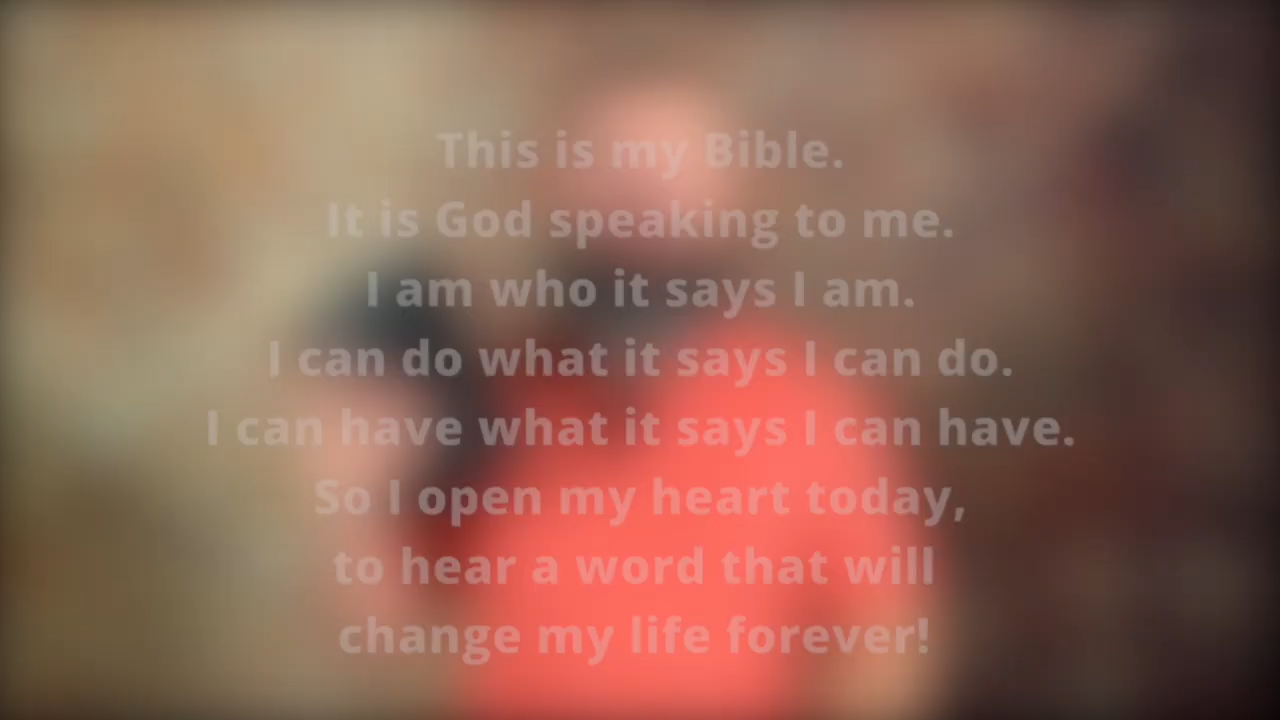 This is my Bible.
It is God speaking to me.
I am who it says I am.
I can do what it says I can do.
I can have what it says I can have.
So I open my heart today,
to hear a word that will
change my life forever!